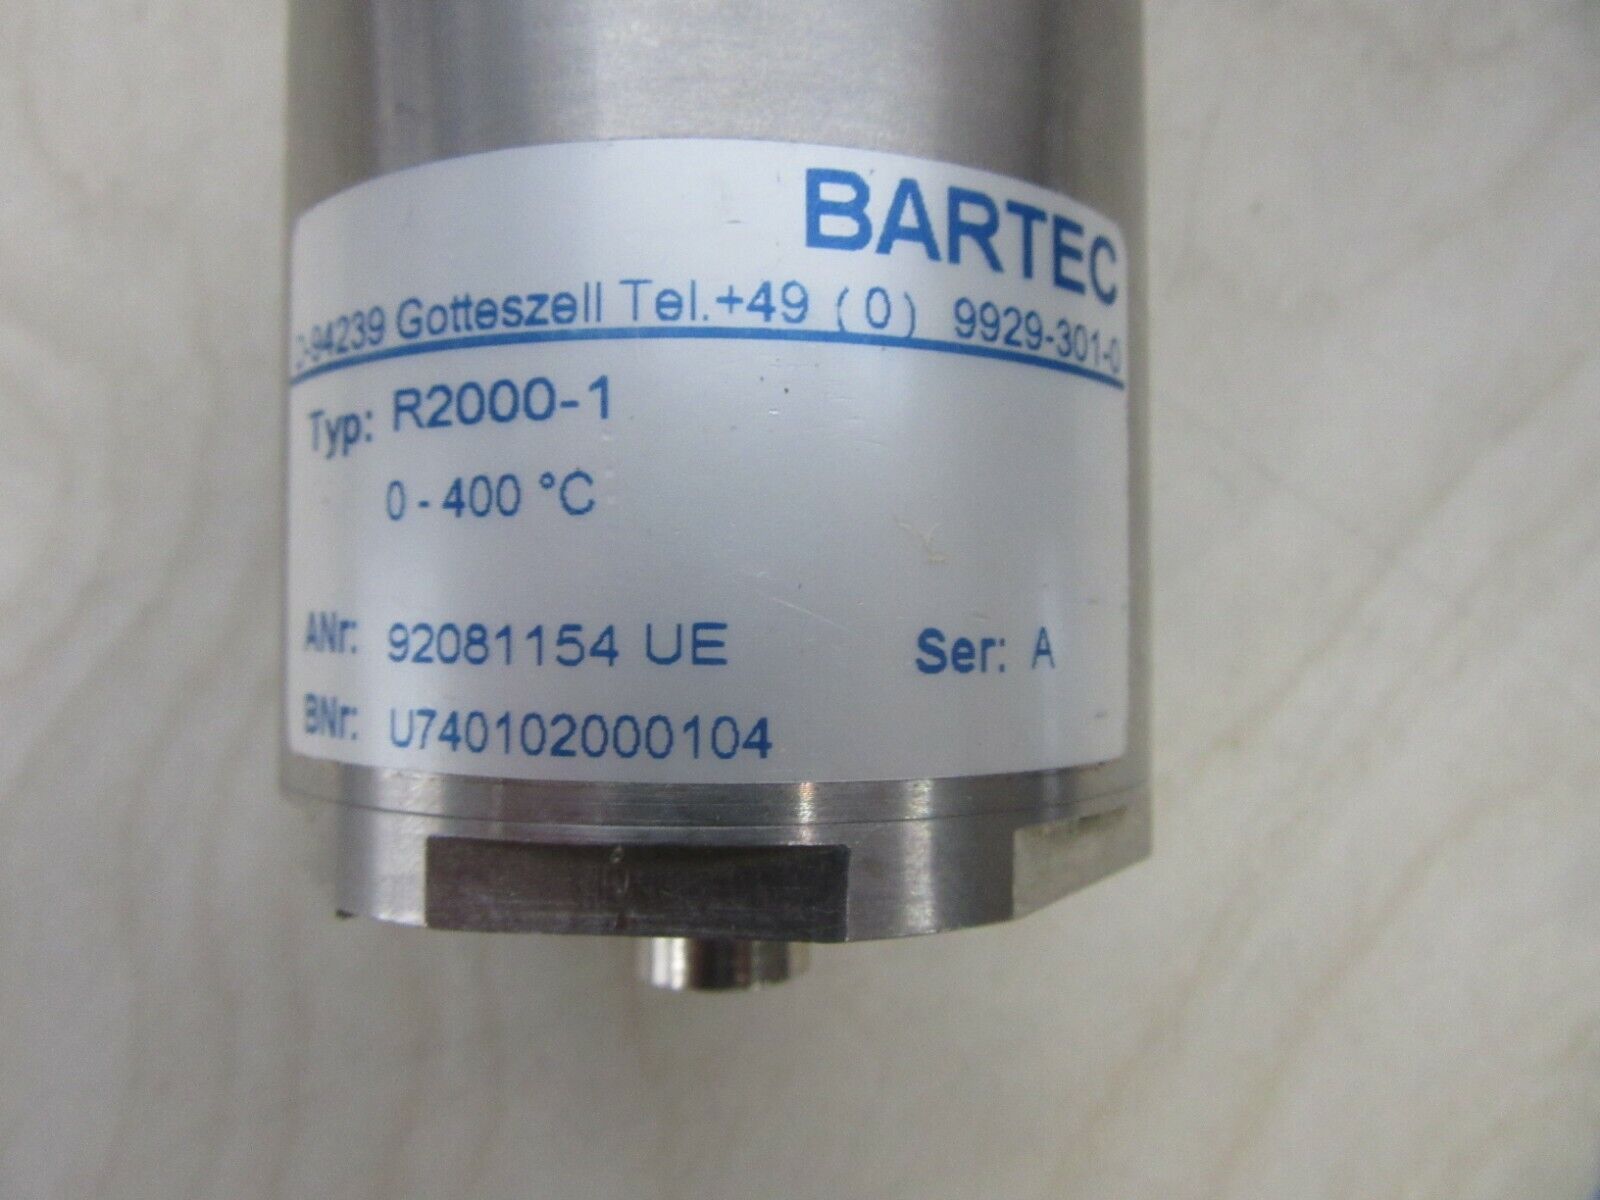 BARTEC
D-94239 Gotteszell Tel.+49 (0) 9929-301-0
Typ: R2000-1
0 - 400 °C
ANr: 92081154 UE Ser: A
BNr: U740102000104